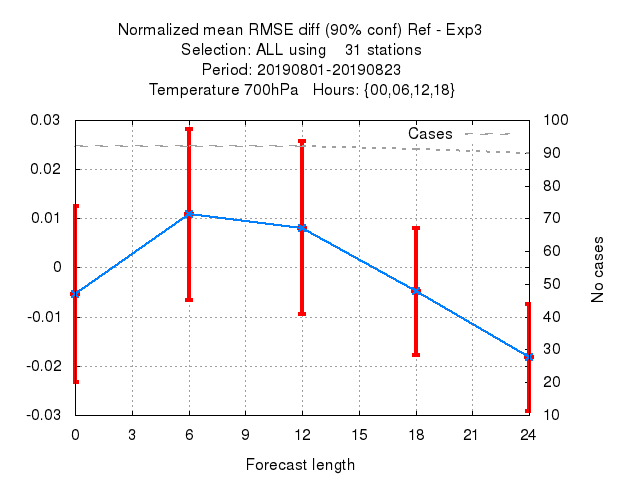 Normalized mean RMSE diff (90% conf) Ref - Exp3
Selection: ALL using    31 stations
Period: 20190801-20190823
Temperature 700hPa   Hours: {00,06,12,18}
Cases
0.03
0.02
0.01
0
-0.01
-0.02
-0.03
100
90
80
70
60
50
40
30
20
10
No cases
0 3 6 9 12 15 18 21 24
Forecast length